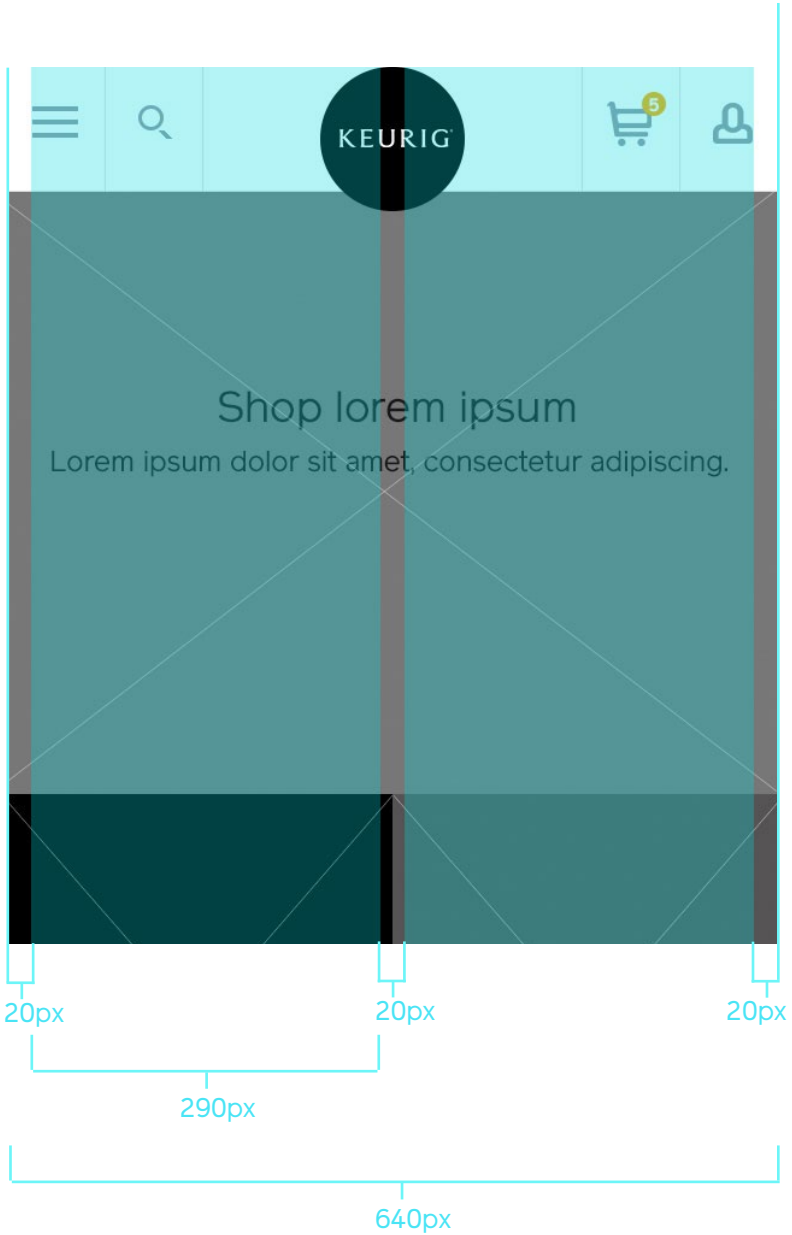 5
KEURIG
Shop lorem ipsum
Lorem ipsum dolor sit amet, consectetur adipiscing.
20px 20px 20px
290px
640px